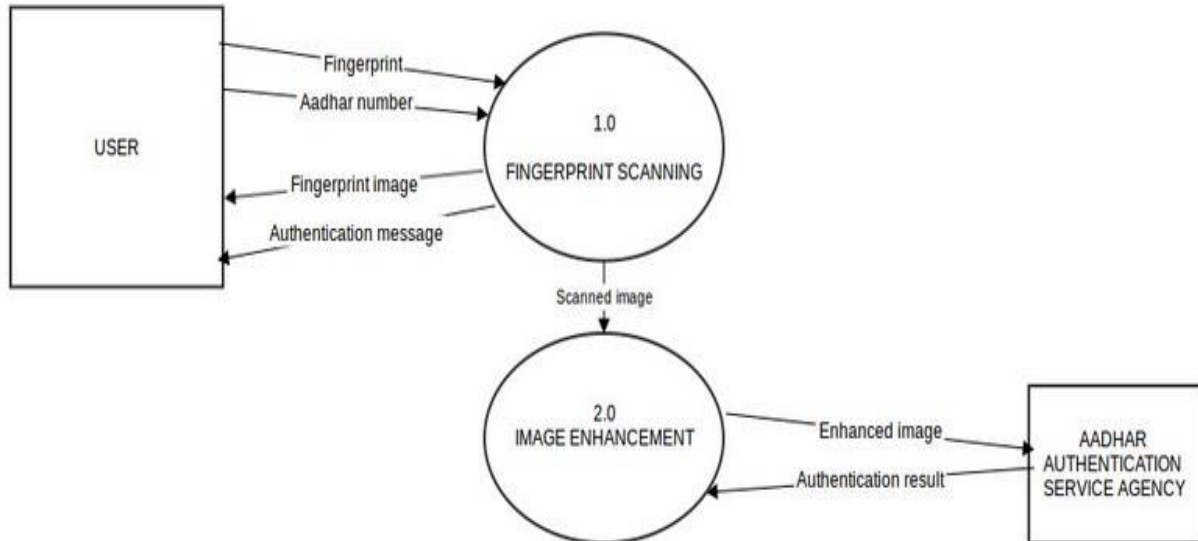 USER
Fingerprint
Aadhar number
Fingerprint image
Authentication message
1.0
FINGERPRINT SCANNING
Scanned image
2.0
IMAGE ENHANCEMENT
Enhanced image
Authentication result
AADHAR
AUTHENTICATION
SERVICE AGENCY